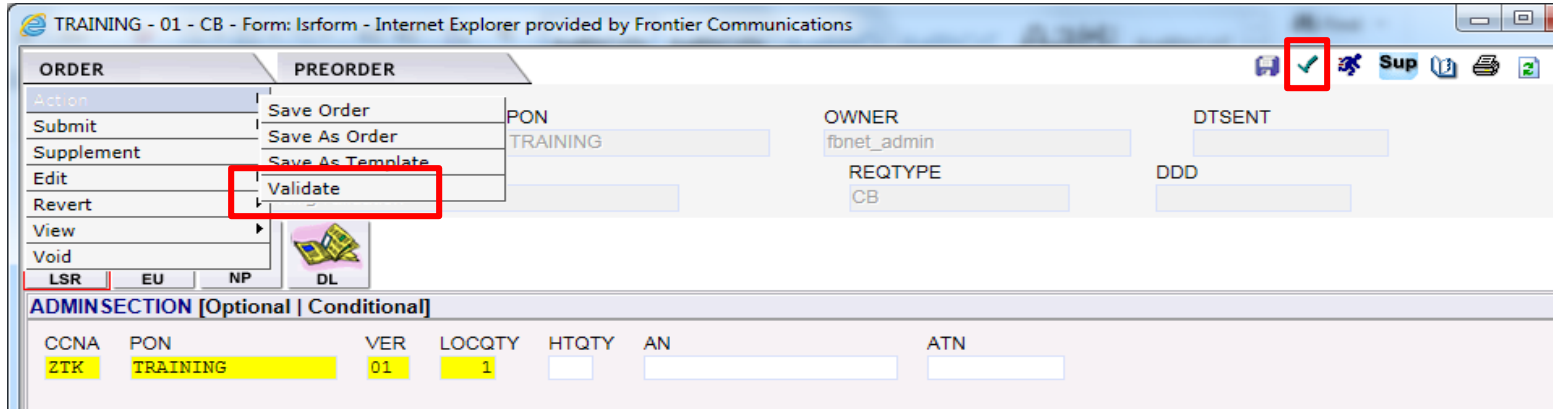 TRAINING - 01 - CB - Form: lsrform - Internet Explorer provided by Frontier Communications
ORDER PREORDER Sup
Action
Save Order
Submit
Save As Order
Supplement
Save As Template
Edit
Validate
Revert
View
Void
PON OWNER DTSENT
TRAINING fbnet_admin
REQTYPE DDD
CB
LSR EU NP DL
ADMINSECTION [Optional | Conditional]
CCNA PON VER LOCQTY HTQTY AN ATN
ZTK TRAINING 01 1